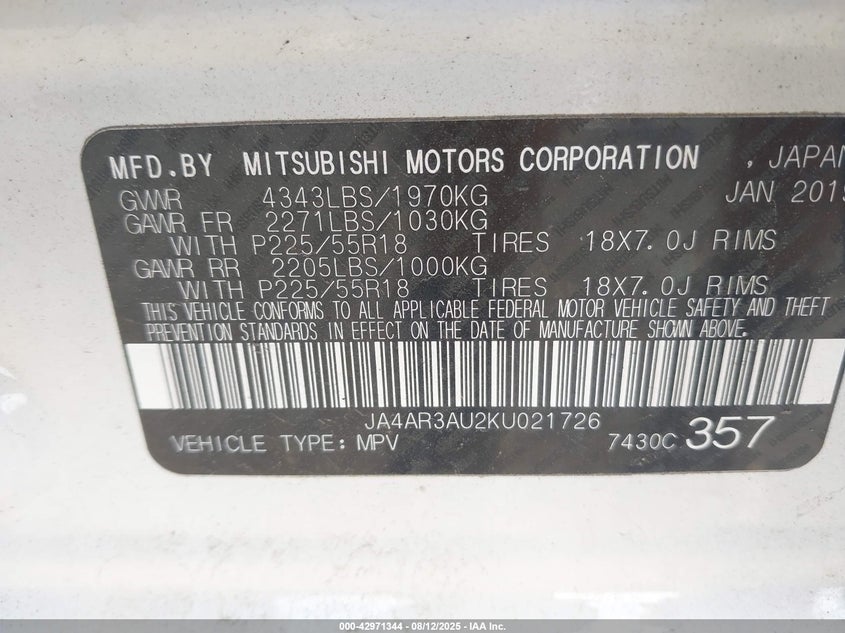 MFD.BY MITSUBISHI MOTORS CORPORATION , JAPAN
GVWR 4343LBS/1970KG JAN 2019
GAWR FR 2271LBS/1030KG
WITH P225/55R18 TIRES 18X7.0J RIMS
GAWR RR 2205LBS/1000KG
WITH P225/55R18 TIRES 18X7.0J RIMS
THIS VEHICLE CONFORMS TO ALL APPLICABLE FEDERAL MOTOR VEHICLE SAFETY AND THEFT
PREVENTION STANDARDS IN EFFECT ON THE DATE OF MANUFACTURE SHOWN ABOVE.
JA4AR3AU2KU021726
VEHICLE TYPE: MPV 7430C 357
000-42971344 - 08/12/2025 - IAA Inc.